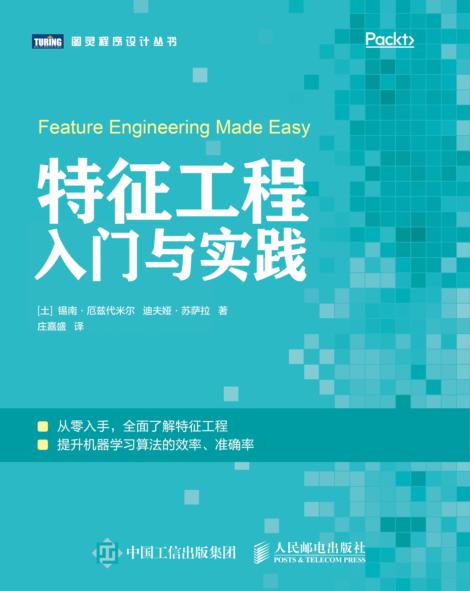 TURING 图灵程序设计丛书
Packt>
Feature Engineering Made Easy
特征工程
入门与实践
[土] 锡南·厄兹代米尔 迪夫娅·苏萨拉 著
庄嘉盛 译
从零入手，全面了解特征工程
提升机器学习算法的效率、准确率
中国工信出版集团
人民邮电出版社
POSTS & TELECOM PRESS